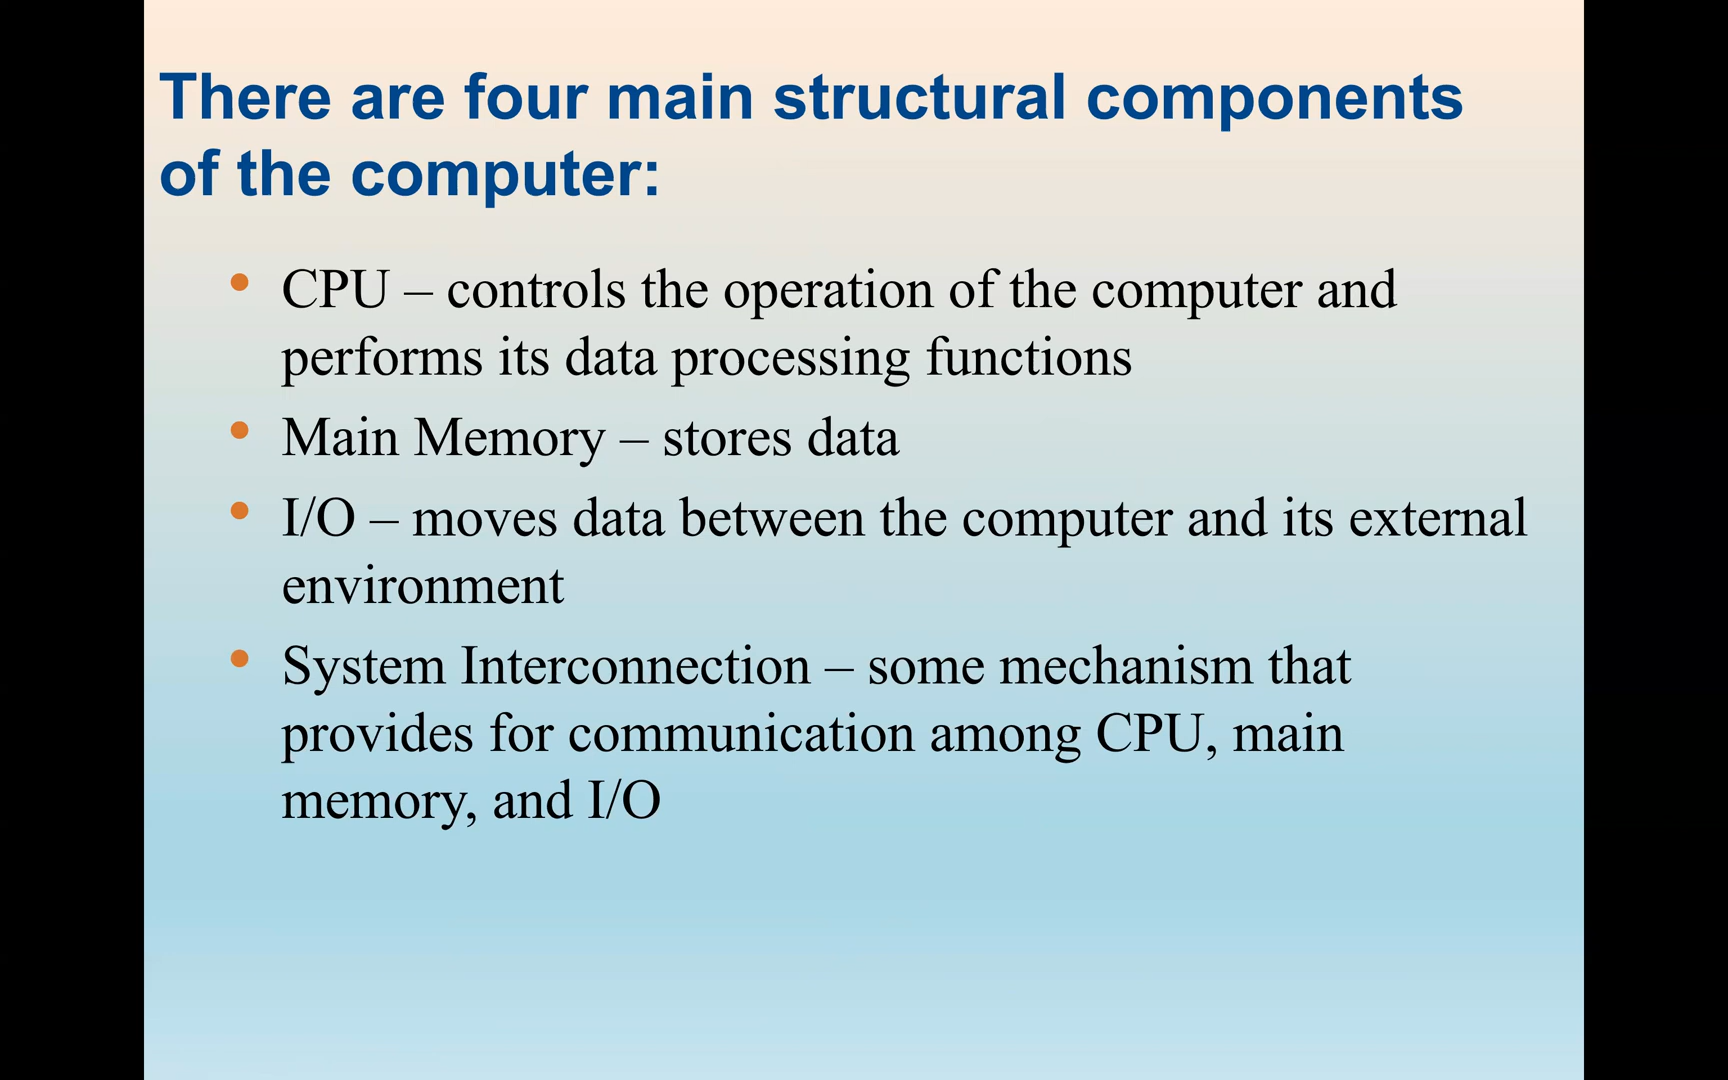 There are four main structural components
of the computer:
• CPU – controls the operation of the computer and
performs its data processing functions
• Main Memory – stores data
• I/O – moves data between the computer and its external
environment
• System Interconnection – some mechanism that
provides for communication among CPU, main
memory, and I/O